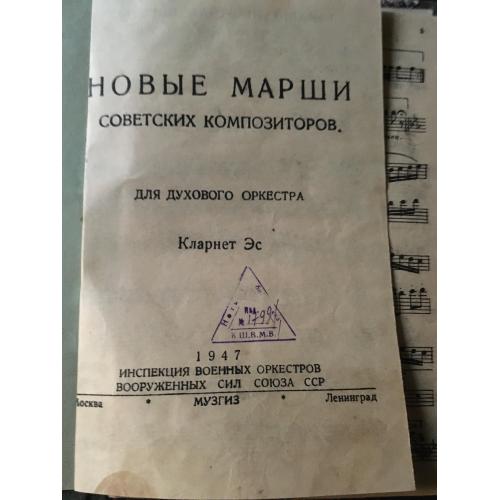 НОВЫЕ МАРШИ
СОВЕТСКИХ КОМПОЗИТОРОВ.
ДЛЯ ДУХОВОГО ОРКЕСТРА
Кларнет Эс
К Ш.В.М.В.
1947
ИНСПЕКЦИЯ ВОЕННЫХ ОРКЕСТРОВ
ВООРУЖЕННЫХ СИЛ СОЮЗА ССР
Москва * МУЗГИЗ * Ленинград